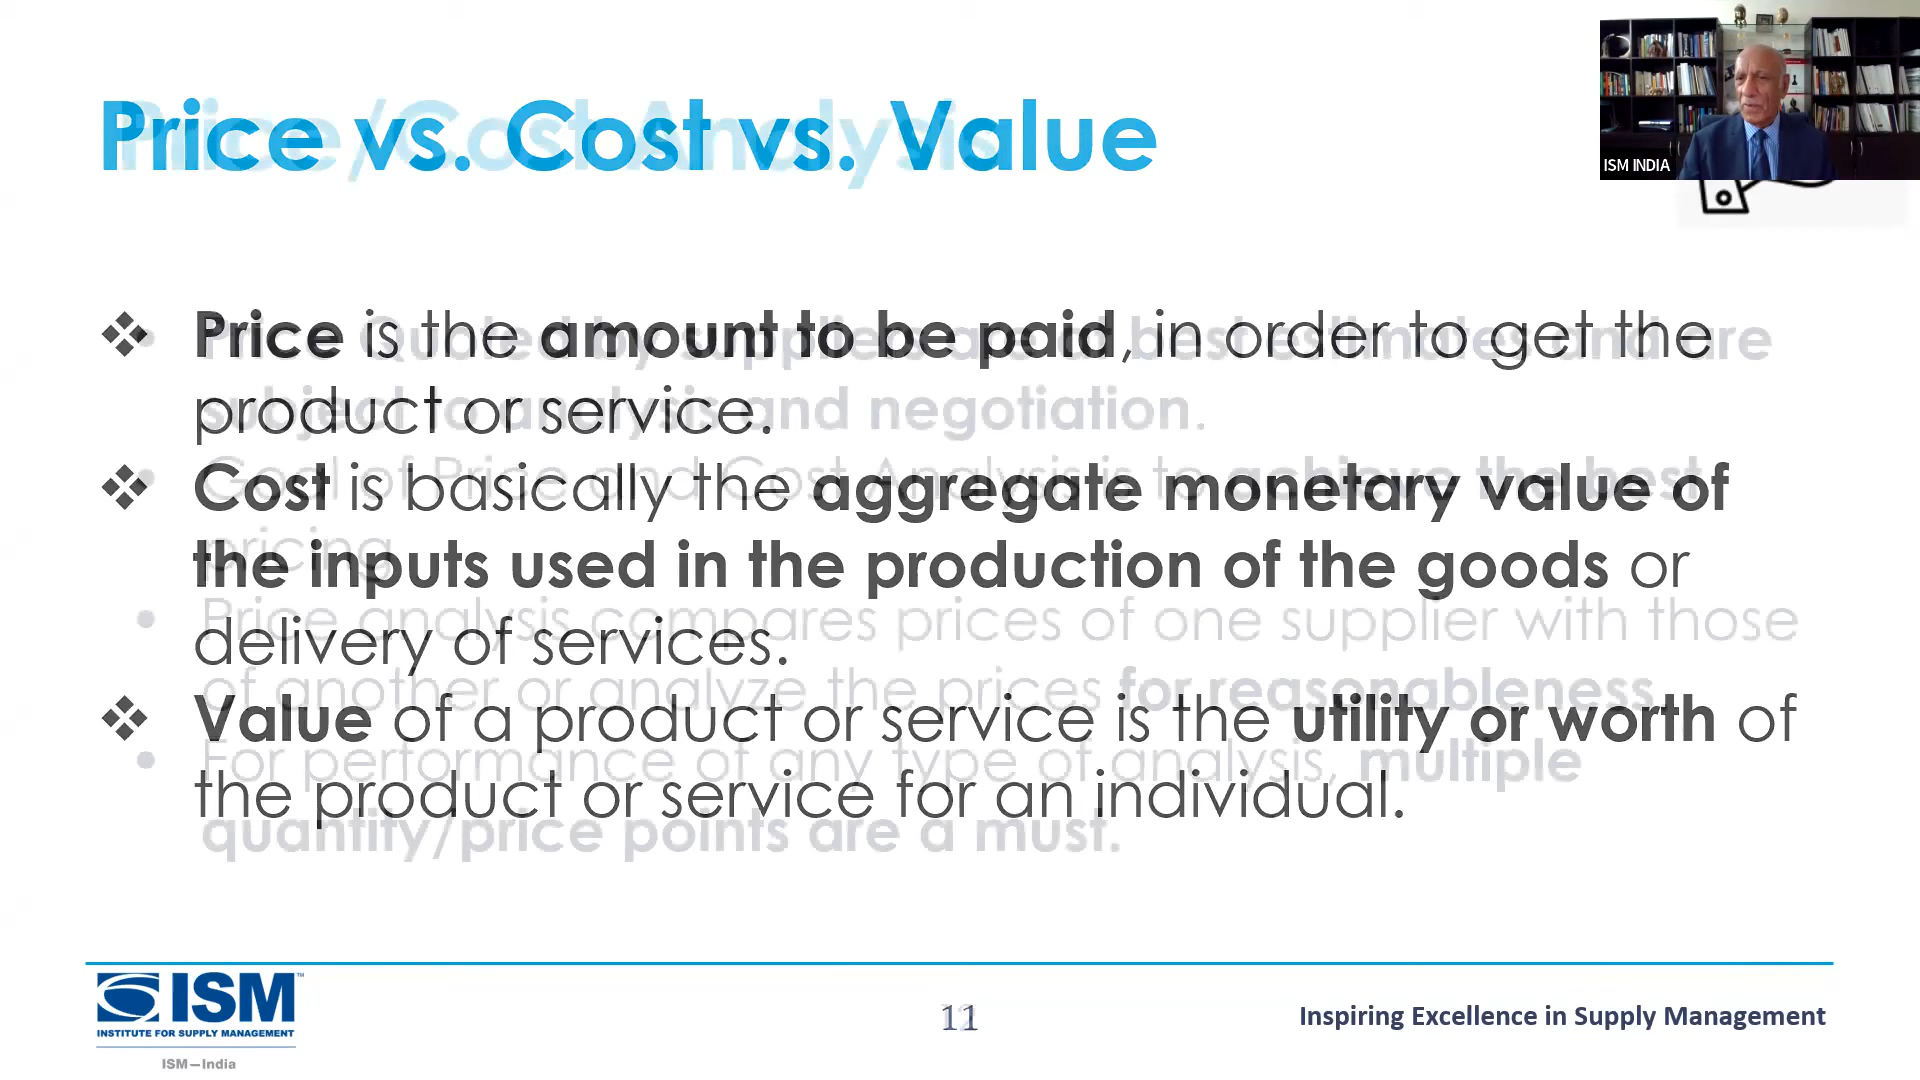 Price vs. Cost vs. Value
Price/Cost Analysis
ISM INDIA
❖ Price is the amount to be paid, in order to get the
product or service.
❖ Cost is basically the aggregate monetary value of
the inputs used in the production of the goods or
delivery of services.
❖ Value of a product or service is the utility or worth of
the product or service for an individual.
Quoted by suppliers are best estimates and are
subject to analysis and negotiation.
• Goal of Price and Cost Analysis is to achieve the best
pricing
• Price analysis compares prices of one supplier with those
of another or analyze the prices for reasonableness
• For performance of any type of analysis, multiple
quantity/price points are a must.
ISM™
INSTITUTE FOR SUPPLY MANAGEMENT
ISM—India
11
Inspiring Excellence in Supply Management